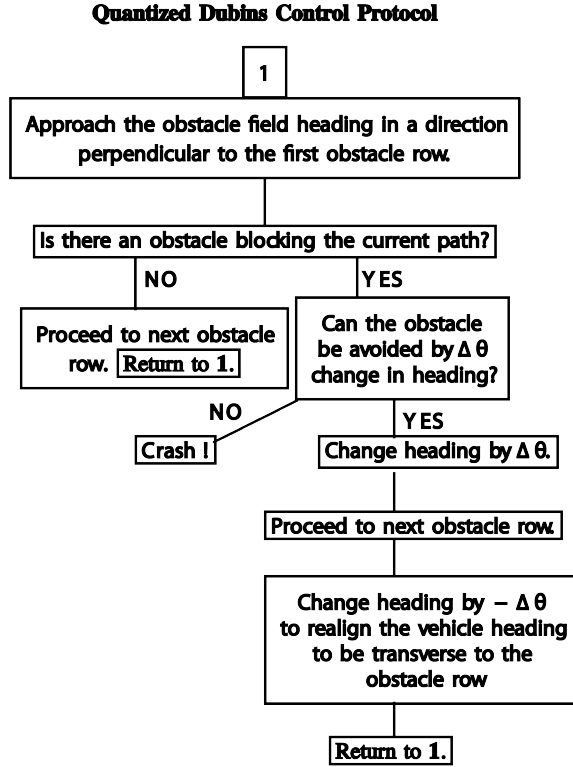 Quantized Dubins Control Protocol
1
Approach the obstacle field heading in a direction
perpendicular to the first obstacle row.
Is there an obstacle blocking the current path?
NO
YES
Proceed to next obstacle
row. Return to 1.
Can the obstacle
be avoided by Δ θ
change in heading?
NO
YES
Crash !
Change heading by Δ θ.
Proceed to next obstacle row.
Change heading by − Δ θ
to realign the vehicle heading
to be transverse to the
obstacle row
Return to 1.